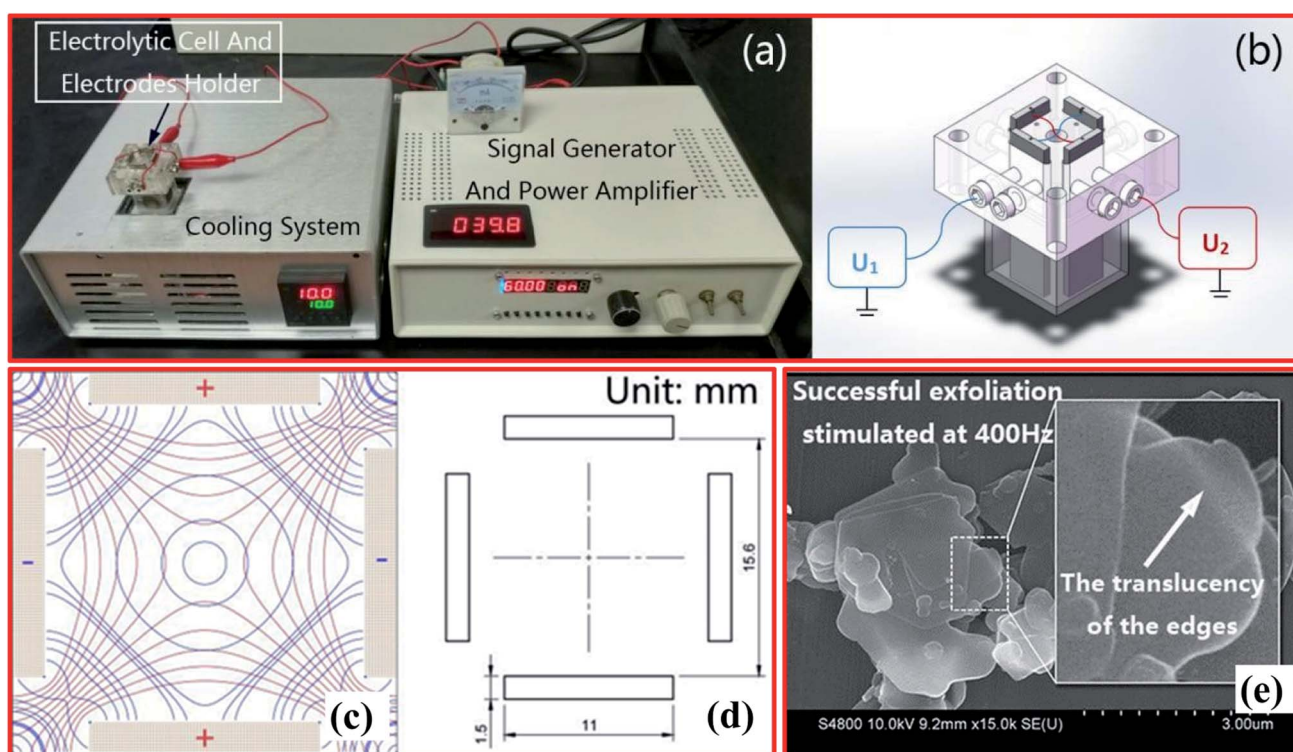 Electrolytic Cell And
Electrodes Holder
(a)
Signal Generator
And Power Amplifier
Cooling System
039.8
60.00 on
10.0
10.0
(b)
U1
U2
+
-
-
+
(c)
Unit: mm
15.6
1.5
11
(d)
Successful exfoliation
stimulated at 400Hz
The translucency
of the edges
(e)
S4800 10.0kV 9.2mm x15.0k SE(U)
3.00um